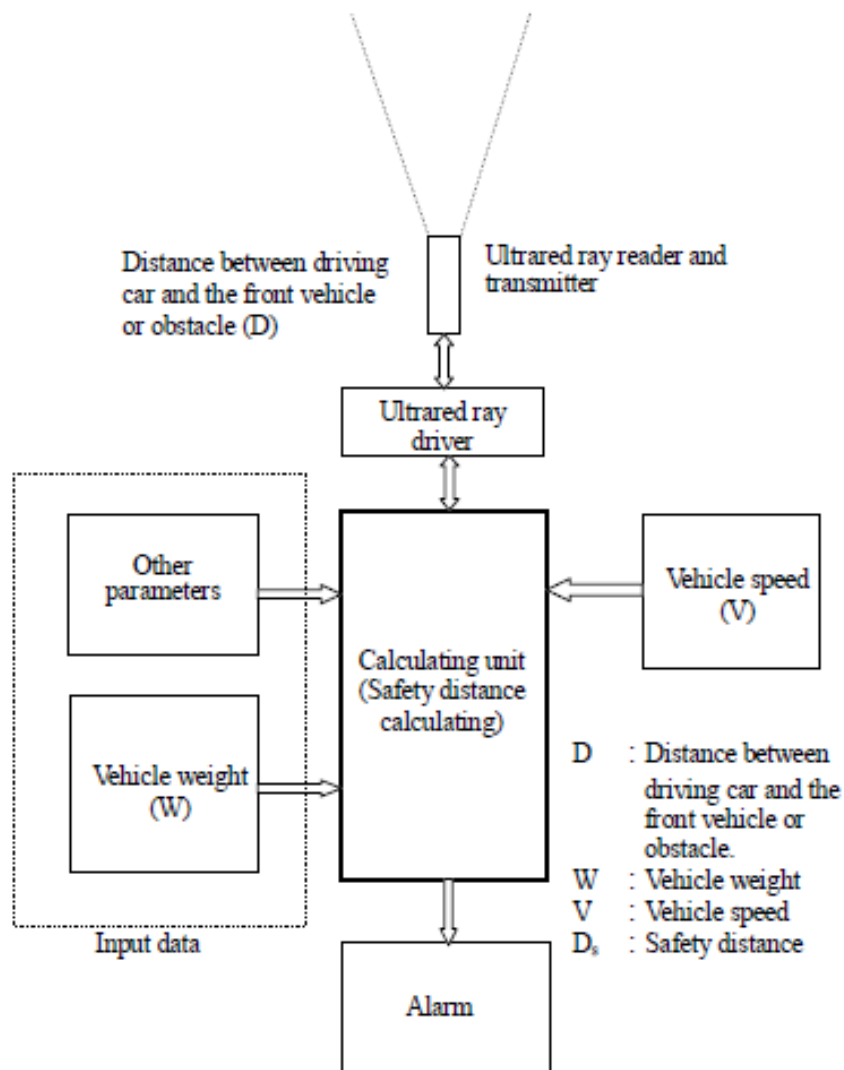 Distance between driving
car and the front vehicle
or obstacle (D)
Ultrared ray reader and
transmitter
Ultrared ray
driver
Other
parameters
Vehicle speed
(V)
Calculating unit
(Safety distance
calculating)
Vehicle weight
(W)
D : Distance between
driving car and the
front vehicle or
obstacle.
W : Vehicle weight
V : Vehicle speed
Dₛ : Safety distance
Input data
Alarm